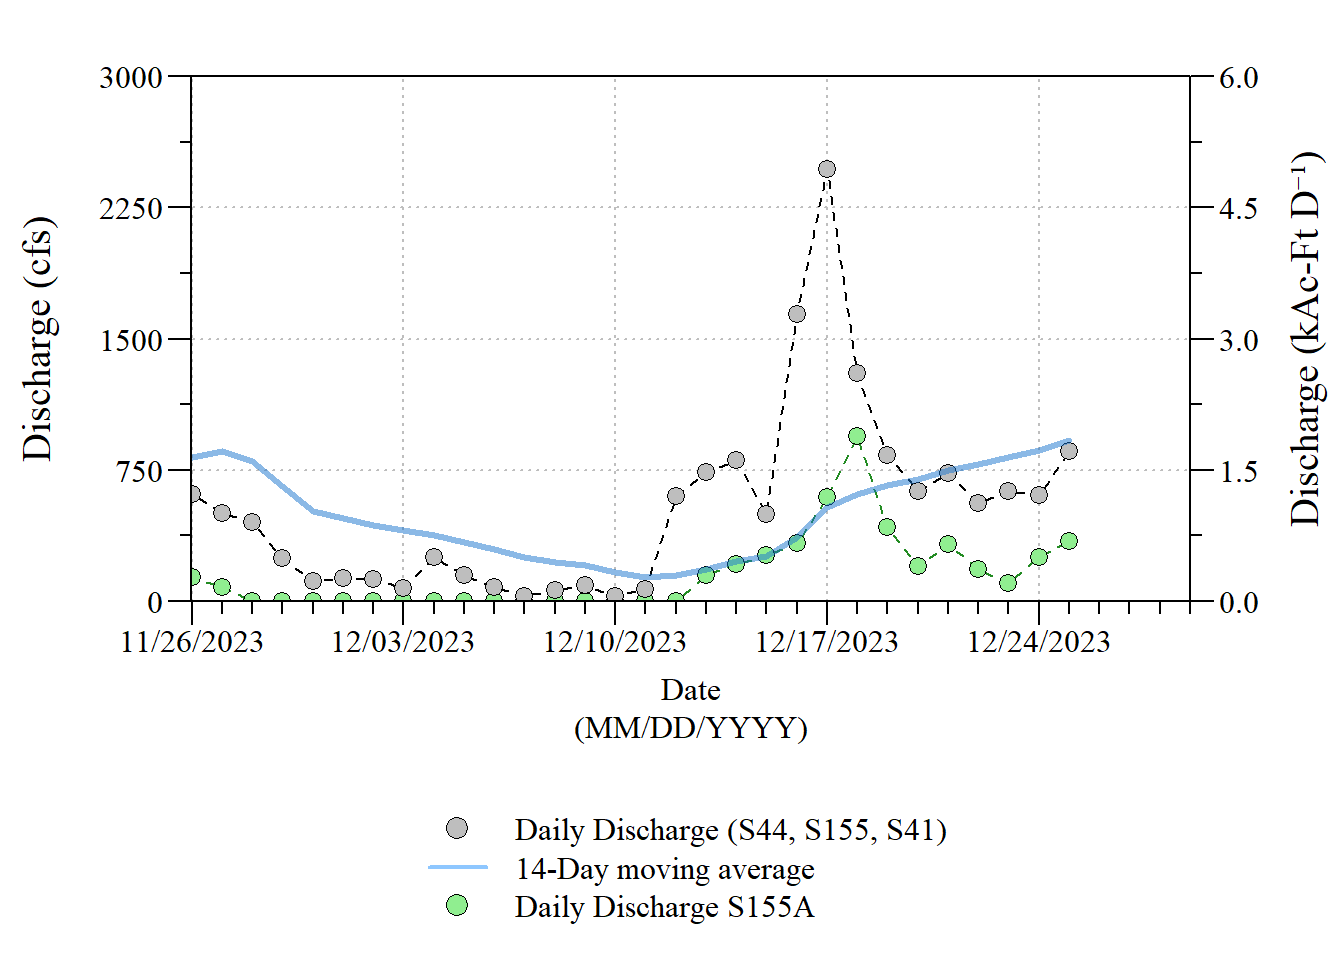 3000
2250
1500
750
0
Discharge (cfs)
6.0
4.5
3.0
1.5
0.0
Discharge (kAc-Ft D⁻¹)
11/26/2023 12/03/2023 12/10/2023 12/17/2023 12/24/2023
Date
(MM/DD/YYYY)
Daily Discharge (S44, S155, S41)
14-Day moving average
Daily Discharge S155A